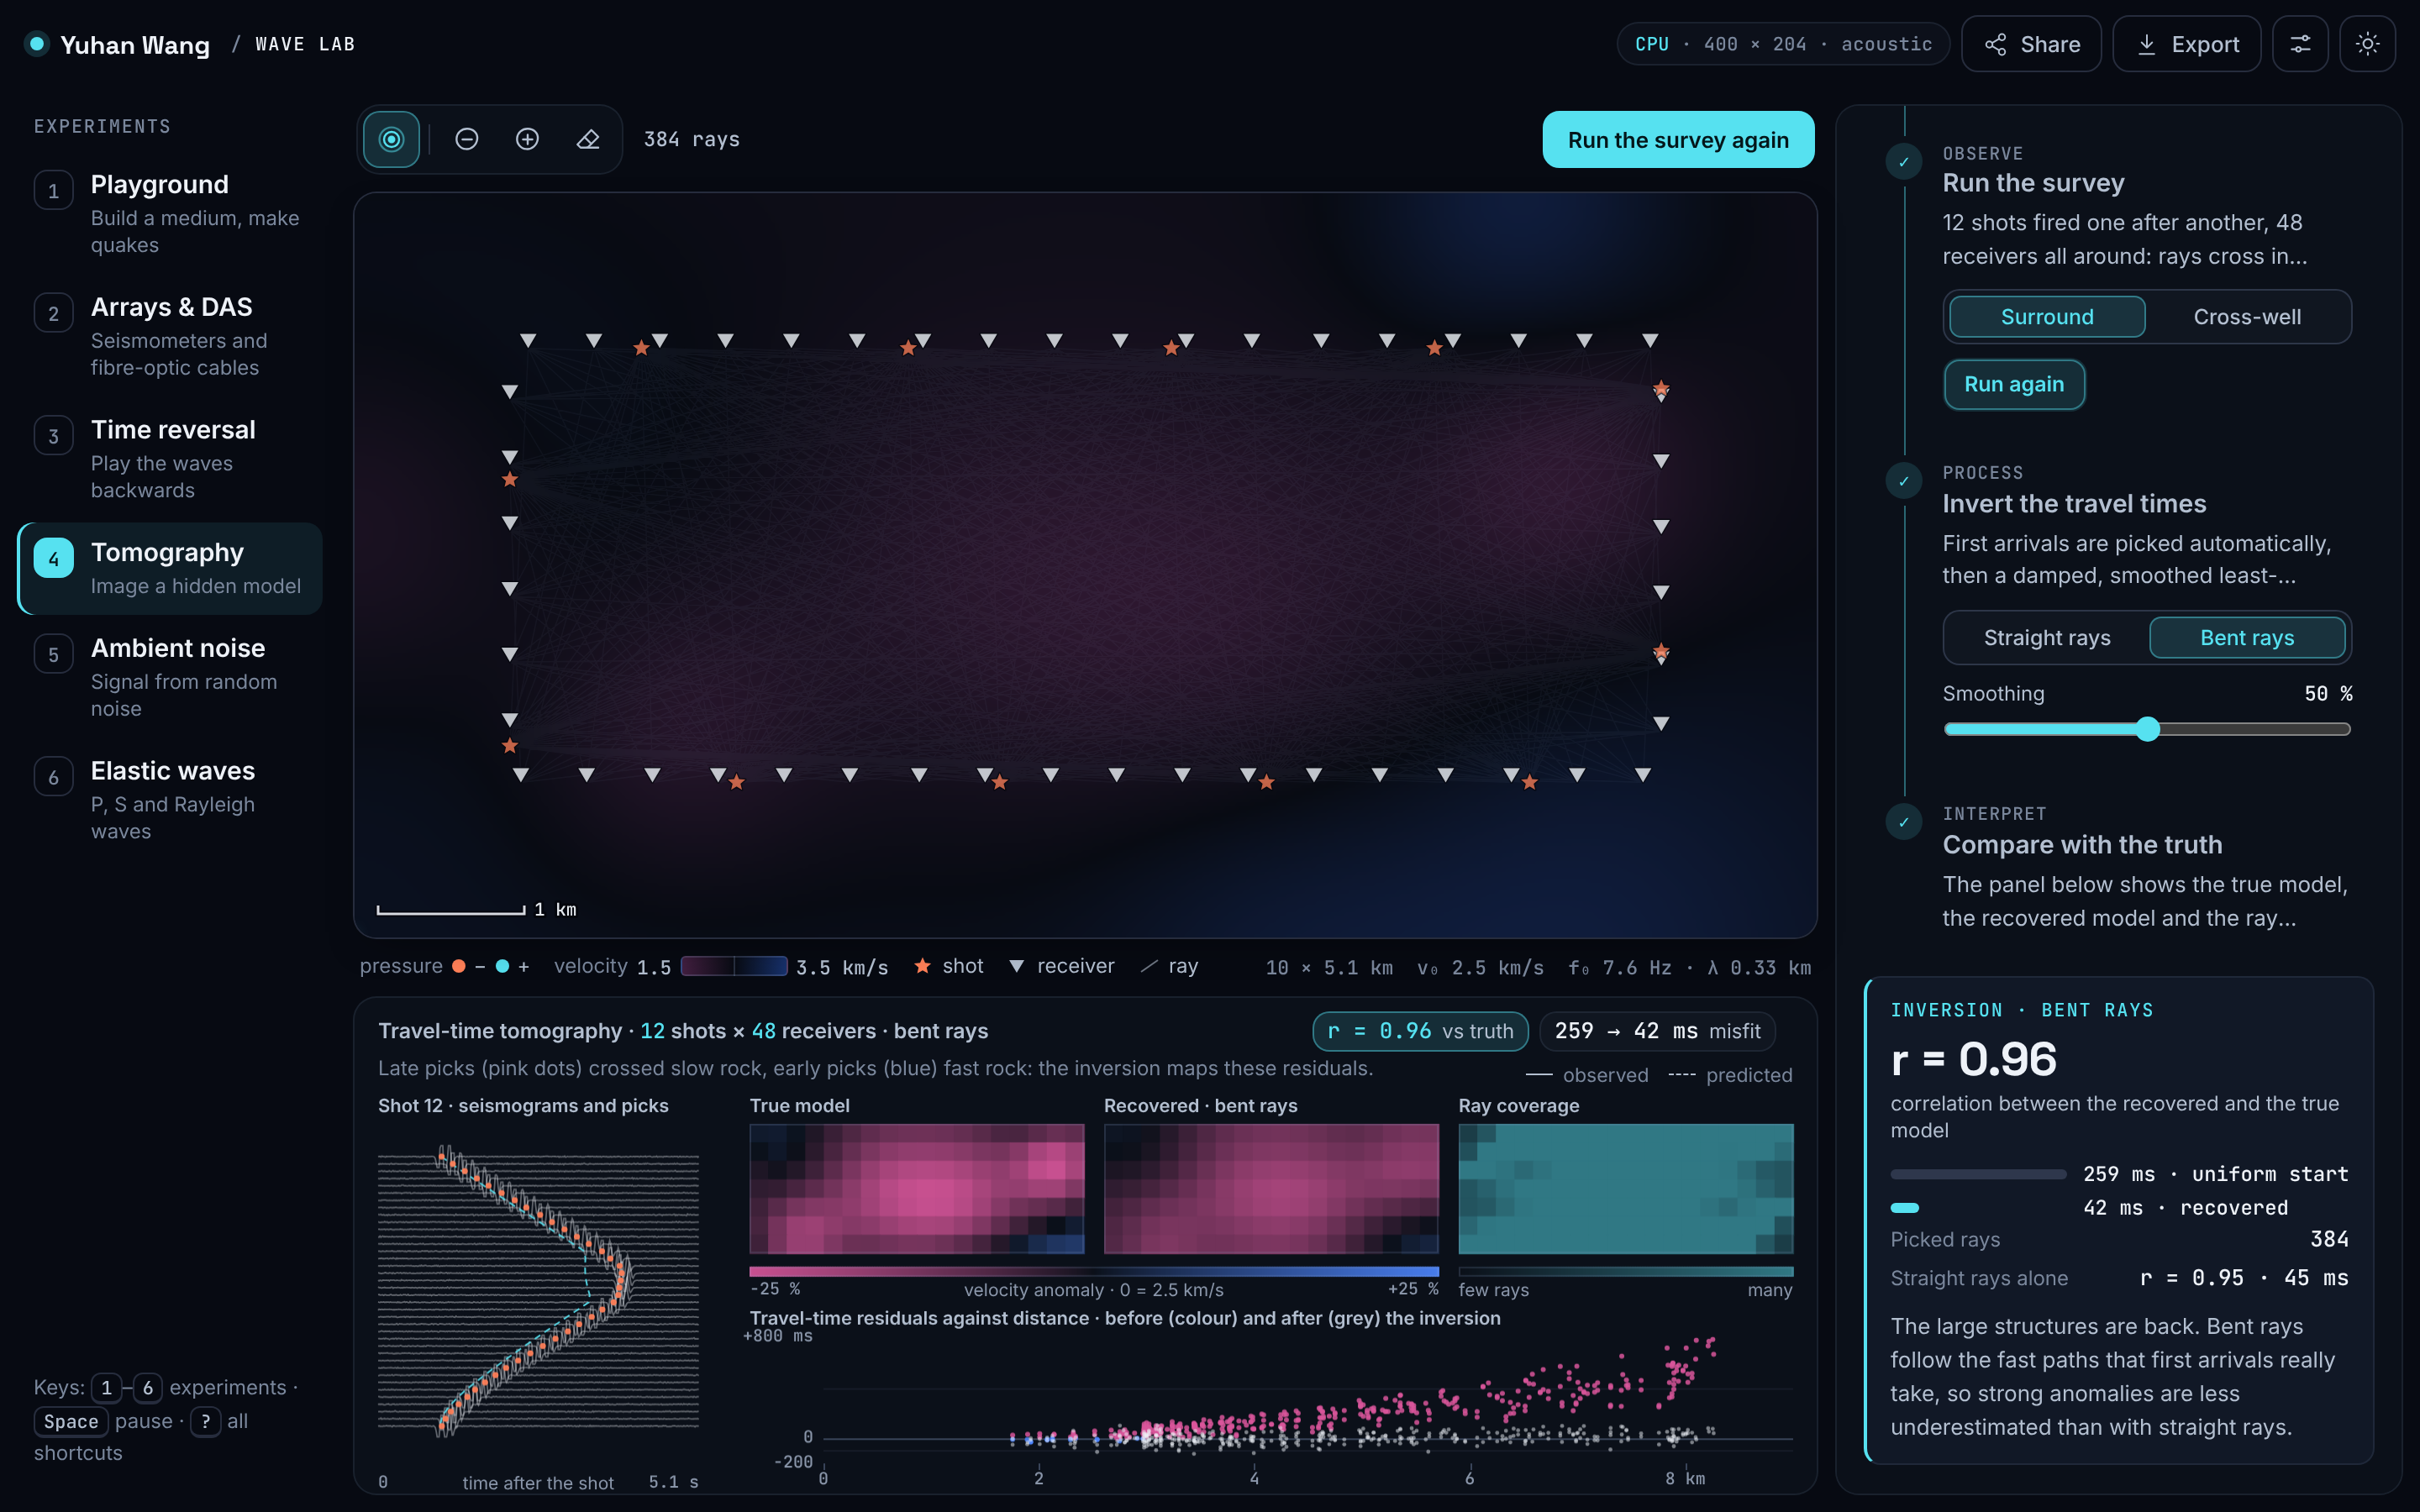 Yuhan Wang / WAVE LAB
CPU · 400 × 204 · acoustic
Share
Export
EXPERIMENTS
1
Playground
Build a medium, make
quakes
2
Arrays & DAS
Seismometers and
fibre-optic cables
3
Time reversal
Play the waves
backwards
4
Tomography
Image a hidden model
5
Ambient noise
Signal from random
noise
6
Elastic waves
P, S and Rayleigh
waves
Keys: 1–6 experiments ·
Space pause · ? all
shortcuts
384 rays
Run the survey again
1 km
pressure − + velocity 1.5 3.5 km/s shot receiver ray
10 × 5.1 km v₀ 2.5 km/s f₀ 7.6 Hz · λ 0.33 km
Travel-time tomography · 12 shots × 48 receivers · bent rays
r = 0.96 vs truth
259 → 42 ms misfit
Late picks (pink dots) crossed slow rock, early picks (blue) fast rock: the inversion maps these residuals.
observed predicted
Shot 12 · seismograms and picks
0 time after the shot 5.1 s
True model
Recovered · bent rays
Ray coverage
-25 % velocity anomaly · 0 = 2.5 km/s +25 %
few rays many
Travel-time residuals against distance · before (colour) and after (grey) the inversion
+800 ms
0
-200
0 2 4 6 8 km
OBSERVE
Run the survey
12 shots fired one after another, 48
receivers all around: rays cross in…
Surround Cross-well
Run again
PROCESS
Invert the travel times
First arrivals are picked automatically,
then a damped, smoothed least-…
Straight rays Bent rays
Smoothing 50 %
INTERPRET
Compare with the truth
The panel below shows the true model,
the recovered model and the ray…
INVERSION · BENT RAYS
r = 0.96
correlation between the recovered and the true
model
259 ms · uniform start
42 ms · recovered
Picked rays 384
Straight rays alone r = 0.95 · 45 ms
The large structures are back. Bent rays
follow the fast paths that first arrivals really
take, so strong anomalies are less
underestimated than with straight rays.